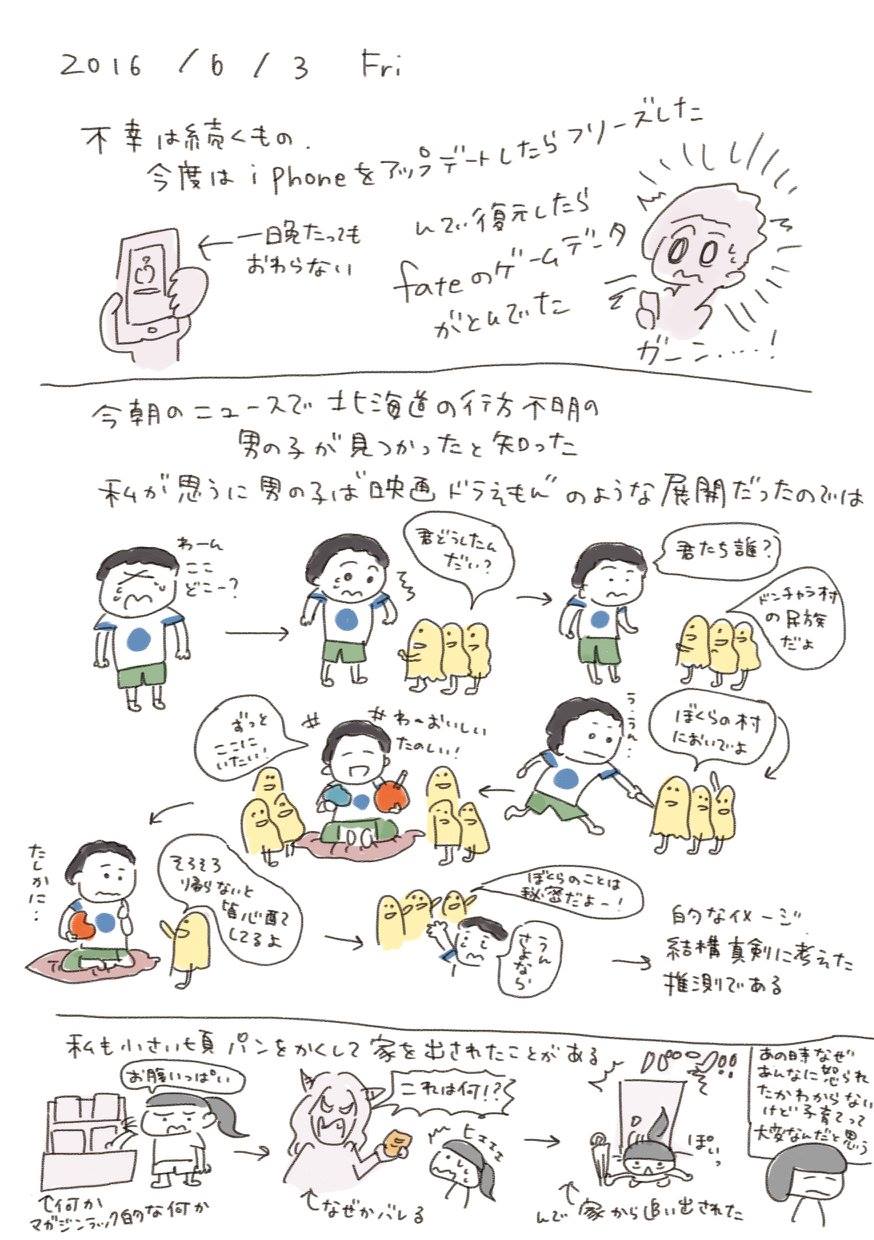 2016 / 6 / 3 Fri
不幸は続くもの.
今度はiPhoneをアップデートしたらフリーズした
←一晩たっても
おわらない
んで復元したら
fateのゲームデータ
がとんでた
ガーン.....!
今朝のニュースで北海道の行方不明の
男の子が見つかったと知った
私が思うに男の子は"映画ドラえもん"のような展開だったのでは
わーん
ここ
どこー?
君どうしたん
だい?
君たち誰?
ドンチャラ村
の民族
だよ
ぼくらの村
においでよ
う、うん...
わ〜おいしい
たのしい!
ずっと
ここに
いたい!
そろそろ
帰らないと
皆心配
してるよ
たしかに..
ぼくらのことは
秘密だよー!
うん
さよなら
的なイメージ.
結構真剣に考えた
推測である
私も小さい頃パンをかくして家を出されたことがある
お腹いっぱい
↑何か
マガジンラック的な何か
これは何!?
ヒエエエ
↑なぜかバレる
ぽいっ
↑
んで家から追い出された
あの時なぜ
あんなに怒られ
たかわからない
けど子育てって
大変なんだと思う